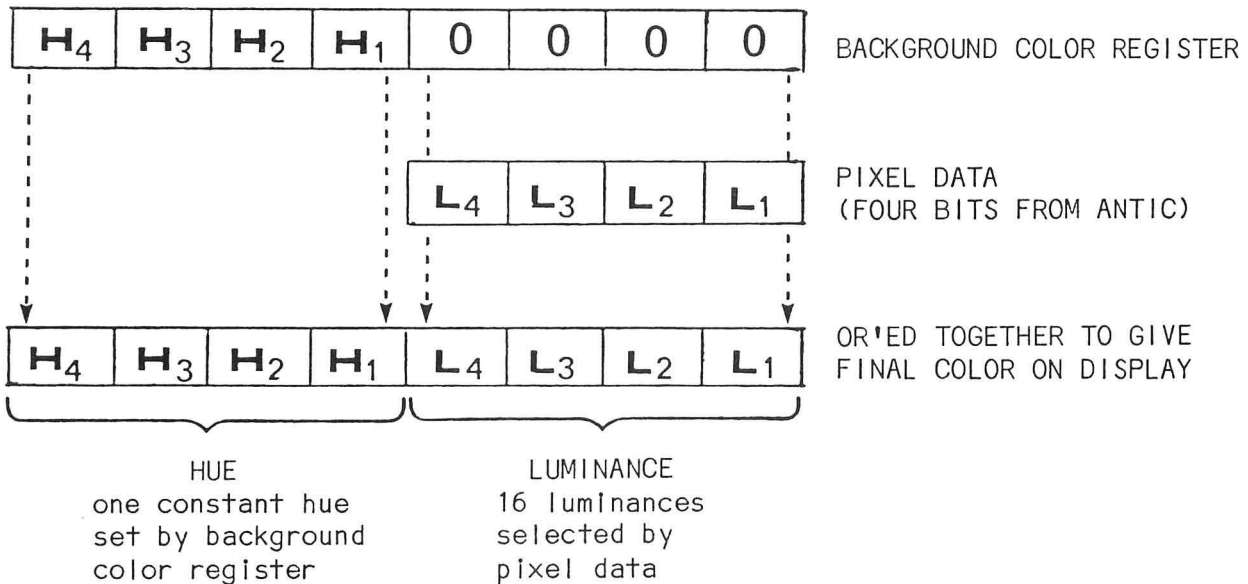 H4 H3 H2 H1 0 0 0 0 BACKGROUND COLOR REGISTER
L4 L3 L2 L1
PIXEL DATA
(FOUR BITS FROM ANTIC)
H4 H3 H2 H1 L4 L3 L2 L1
OR'ED TOGETHER TO GIVE
FINAL COLOR ON DISPLAY
HUE
one constant hue
set by background
color register
LUMINANCE
16 luminances
selected by
pixel data